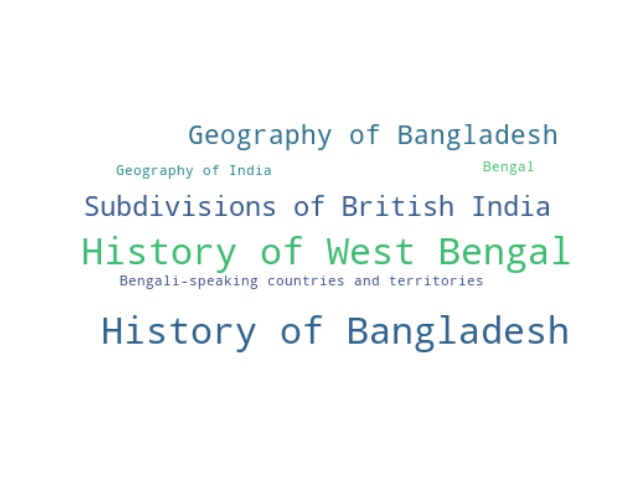 Geography of Bangladesh
Geography of India
Bengal
Subdivisions of British India
History of West Bengal
Bengali-speaking countries and territories
History of Bangladesh